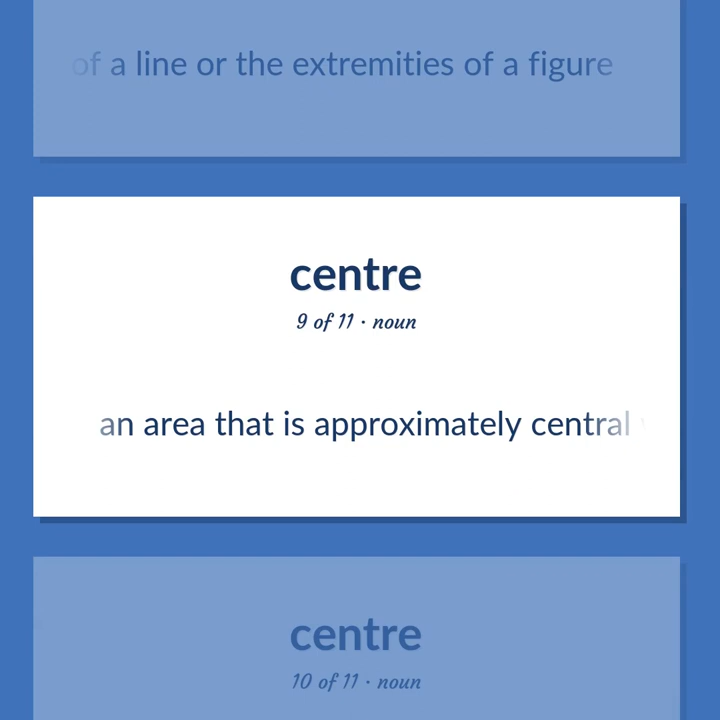 of a line or the extremities of a figure
centre
9 of 11 · noun
an area that is approximately central
centre
10 of 11 · noun